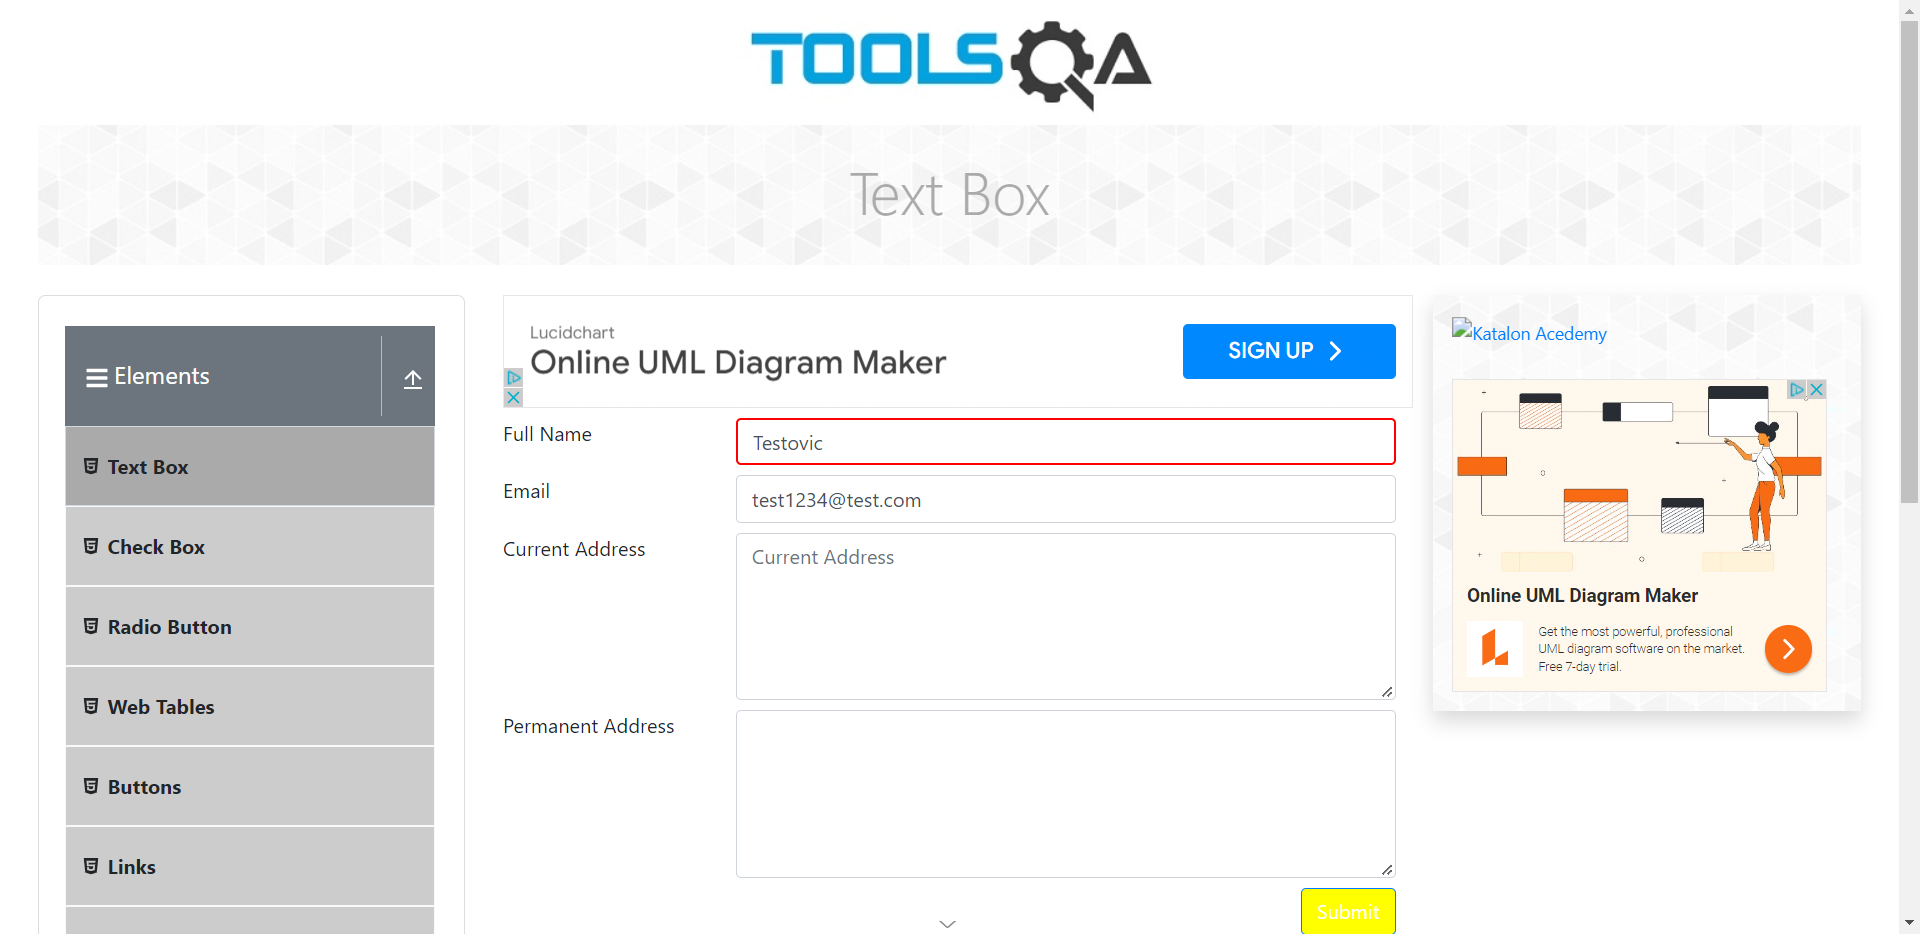 TOOLSQA
Text Box
Elements
Text Box
Check Box
Radio Button
Web Tables
Buttons
Links
Lucidchart
Online UML Diagram Maker
SIGN UP
Full Name
Testovic
Email
test1234@test.com
Current Address
Current Address
Permanent Address
Submit
Katalon Acedemy
Online UML Diagram Maker
Get the most powerful, professional
UML diagram software on the market.
Free 7-day trial.